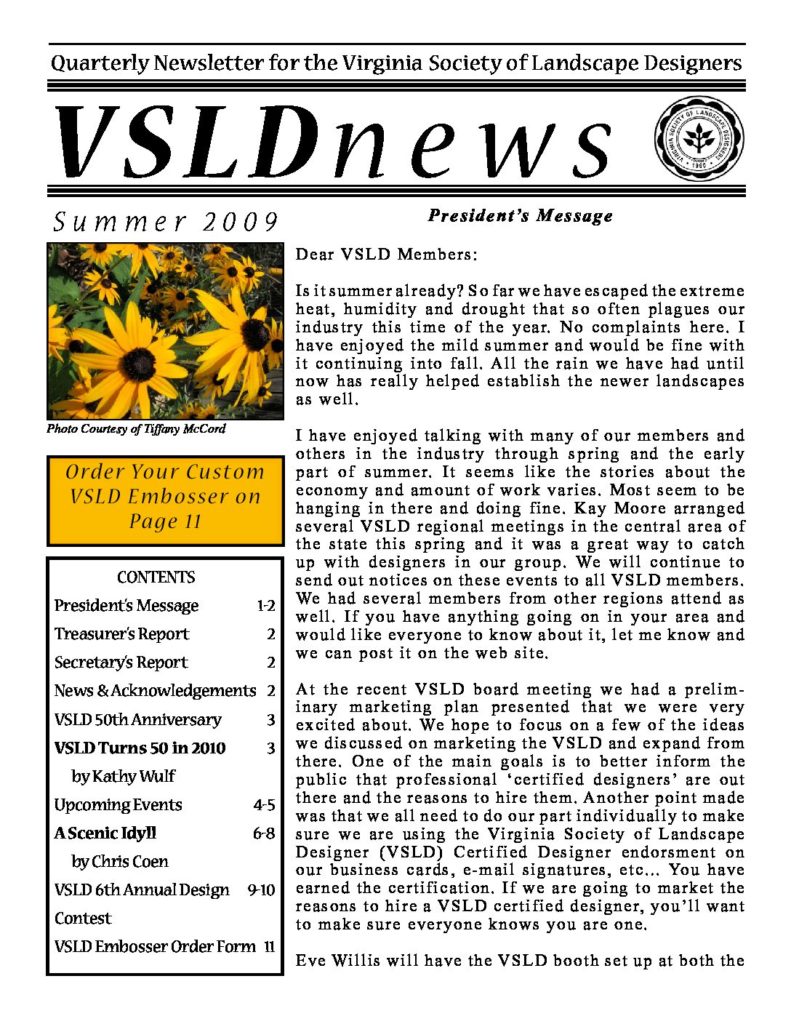 Quarterly Newsletter for the Virginia Society of Landscape Designers
VSLDnews
VIRGINIA SOCIETY OF LANDSCAPE DESIGNERS
1960
Summer 2009
Photo Courtesy of Tiffany McCord
Order Your Custom
VSLD Embosser on
Page 11
CONTENTS
President's Message 1-2
Treasurer's Report 2
Secretary's Report 2
News & Acknowledgements 2
VSLD 50th Anniversary 3
VSLD Turns 50 in 2010 3
by Kathy Wulf
Upcoming Events 4-5
A Scenic Idyll 6-8
by Chris Coen
VSLD 6th Annual Design 9-10
Contest
VSLD Embosser Order Form 11
President's Message
Dear VSLD Members:
Is it summer already? So far we have escaped the extreme
heat, humidity and drought that so often plagues our
industry this time of the year. No complaints here. I
have enjoyed the mild summer and would be fine with
it continuing into fall. All the rain we have had until
now has really helped establish the newer landscapes
as well.
I have enjoyed talking with many of our members and
others in the industry through spring and the early
part of summer. It seems like the stories about the
economy and amount of work varies. Most seem to be
hanging in there and doing fine. Kay Moore arranged
several VSLD regional meetings in the central area of
the state this spring and it was a great way to catch
up with designers in our group. We will continue to
send out notices on these events to all VSLD members.
We had several members from other regions attend as
well. If you have anything going on in your area and
would like everyone to know about it, let me know and
we can post it on the web site.
At the recent VSLD board meeting we had a prelim-
inary marketing plan presented that we were very
excited about. We hope to focus on a few of the ideas
we discussed on marketing the VSLD and expand from
there. One of the main goals is to better inform the
public that professional 'certified designers' are out
there and the reasons to hire them. Another point made
was that we all need to do our part individually to make
sure we are using the Virginia Society of Landscape
Designer (VSLD) Certified Designer endorsment on
our business cards, e-mail signatures, etc... You have
earned the certification. If we are going to market the
reasons to hire a VSLD certified designer, you'll want
to make sure everyone knows you are one.
Eve Willis will have the VSLD booth set up at both the